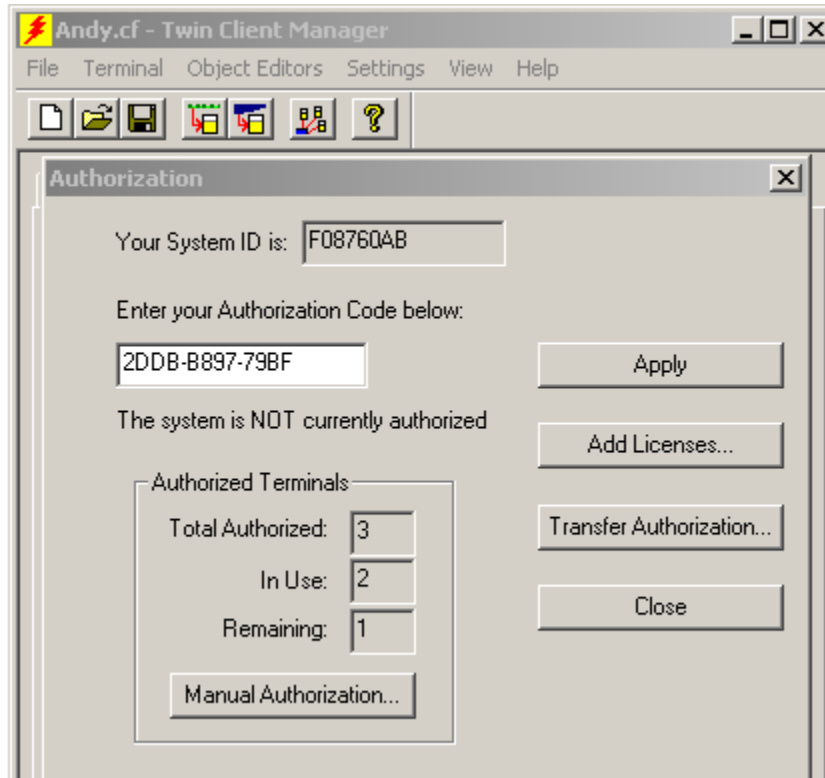 Andy.cf - Twin Client Manager
File Terminal Object Editors Settings View Help
Authorization
Your System ID is: F08760AB
Enter your Authorization Code below:
2DDB-B897-79BF
Apply
The system is NOT currently authorized
Add Licenses...
Authorized Terminals
Total Authorized: 3
Transfer Authorization...
In Use: 2
Close
Remaining: 1
Manual Authorization...